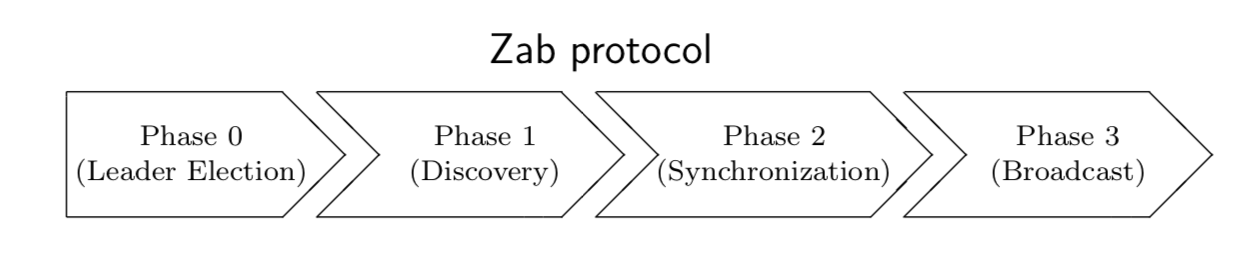 Zab protocol
Phase 0
(Leader Election)
Phase 1
(Discovery)
Phase 2
(Synchronization)
Phase 3
(Broadcast)